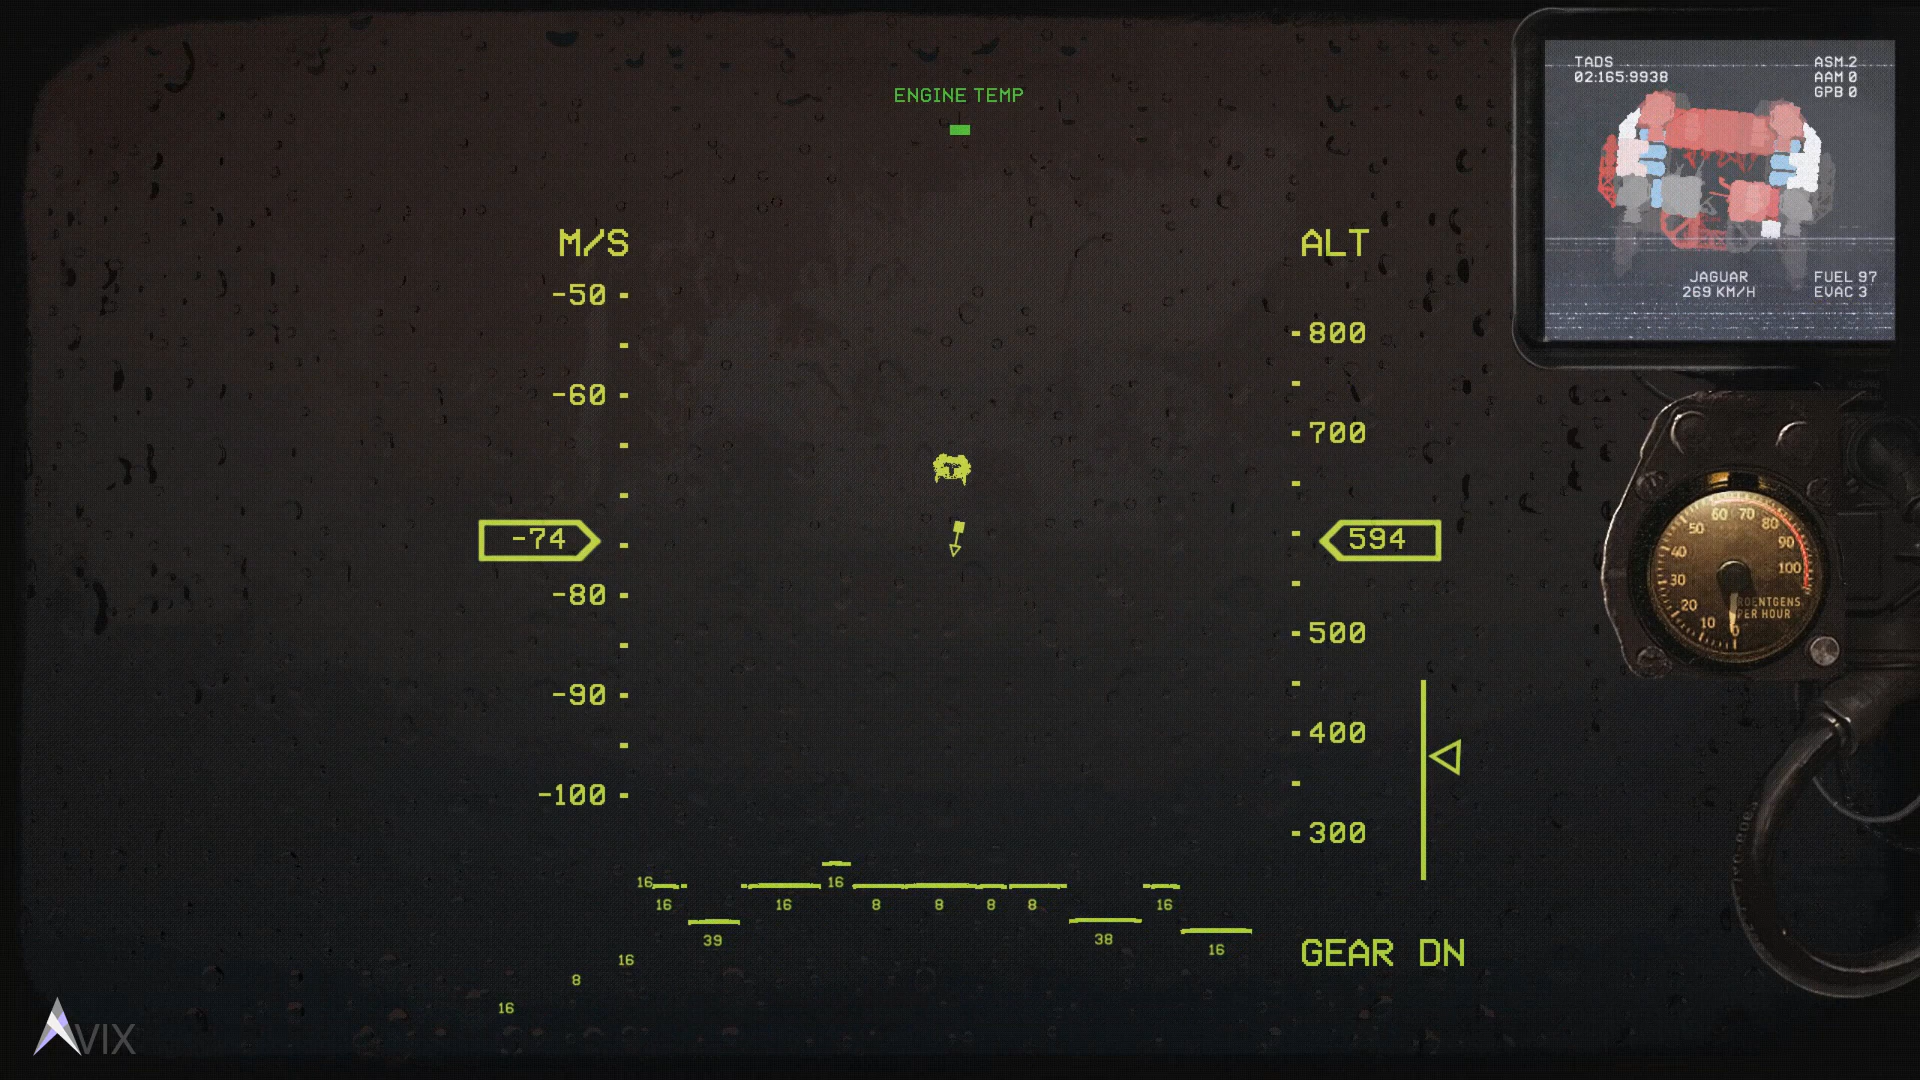 ENGINE TEMP
TADS
02:165:9938
ASM 2
AAM 0
GPB 0
JAGUAR
269 KM/H
FUEL 97
EVAC 3
M/S
-50
-60
-74
-80
-90
-100
ALT
800
700
594
500
400
300
60 70 80 90 100
50
40
30
20
10
0
ROENTGENS
PER HOUR
16
16
39
16
16
8
8
8
8
38
16
16
16
8
16
GEAR DN
VIX